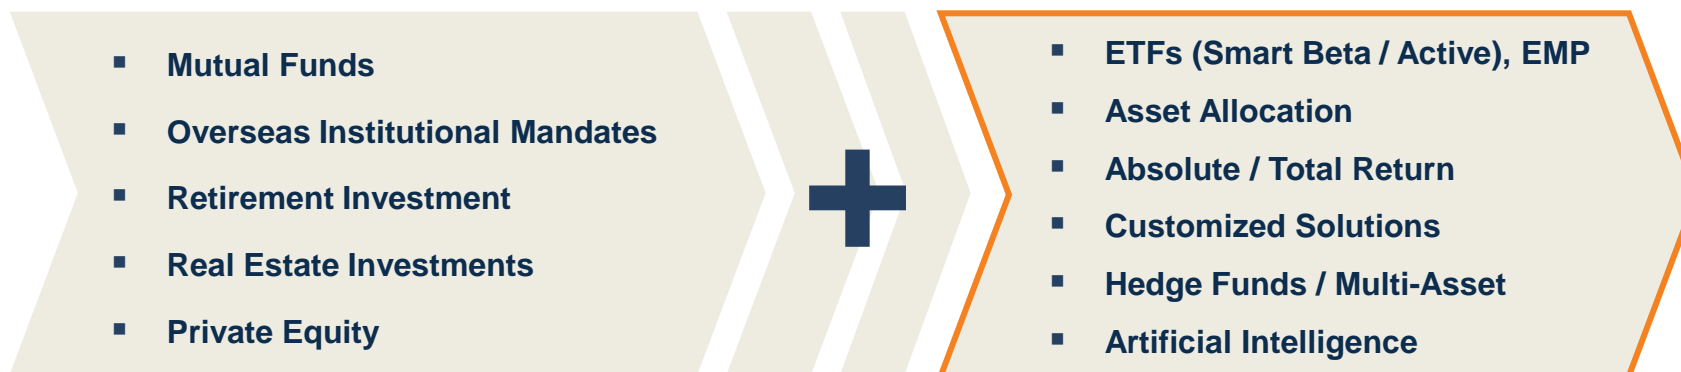 ▪ Mutual Funds
▪ Overseas Institutional Mandates
▪ Retirement Investment
▪ Real Estate Investments
▪ Private Equity
▪ ETFs (Smart Beta / Active), EMP
▪ Asset Allocation
▪ Absolute / Total Return
▪ Customized Solutions
▪ Hedge Funds / Multi-Asset
▪ Artificial Intelligence